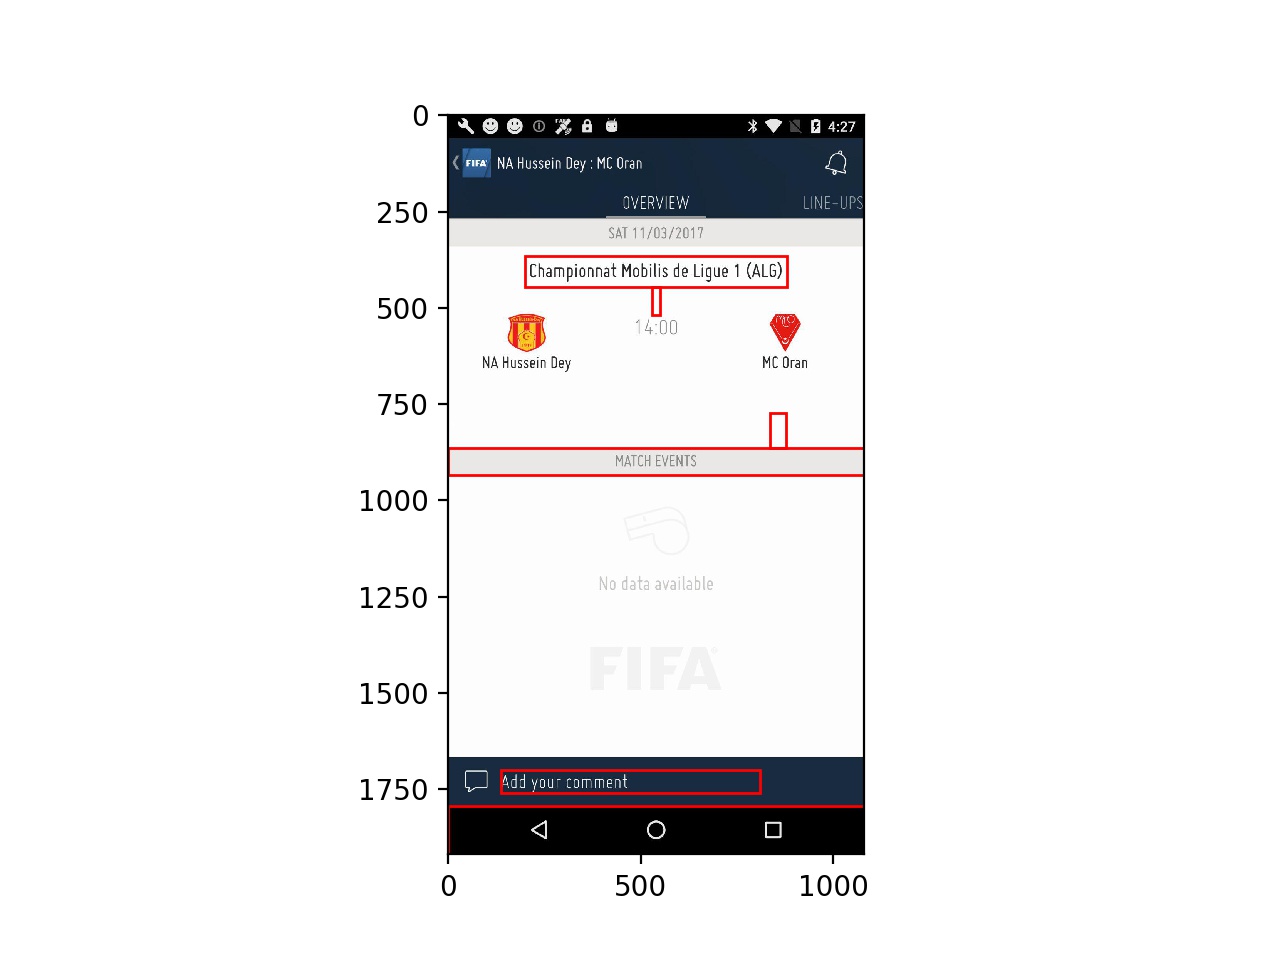 0
250
500
750
1000
1250
1500
1750
0
500
1000
4:27
FIFA NA Hussein Dey : MC Oran
OVERVIEW
LINE-UPS
SAT 11/03/2017
Championnat Mobilis de Ligue 1 (ALG)
14:00
NA Hussein Dey
MC Oran
MATCH EVENTS
No data available
FIFA
Add your comment